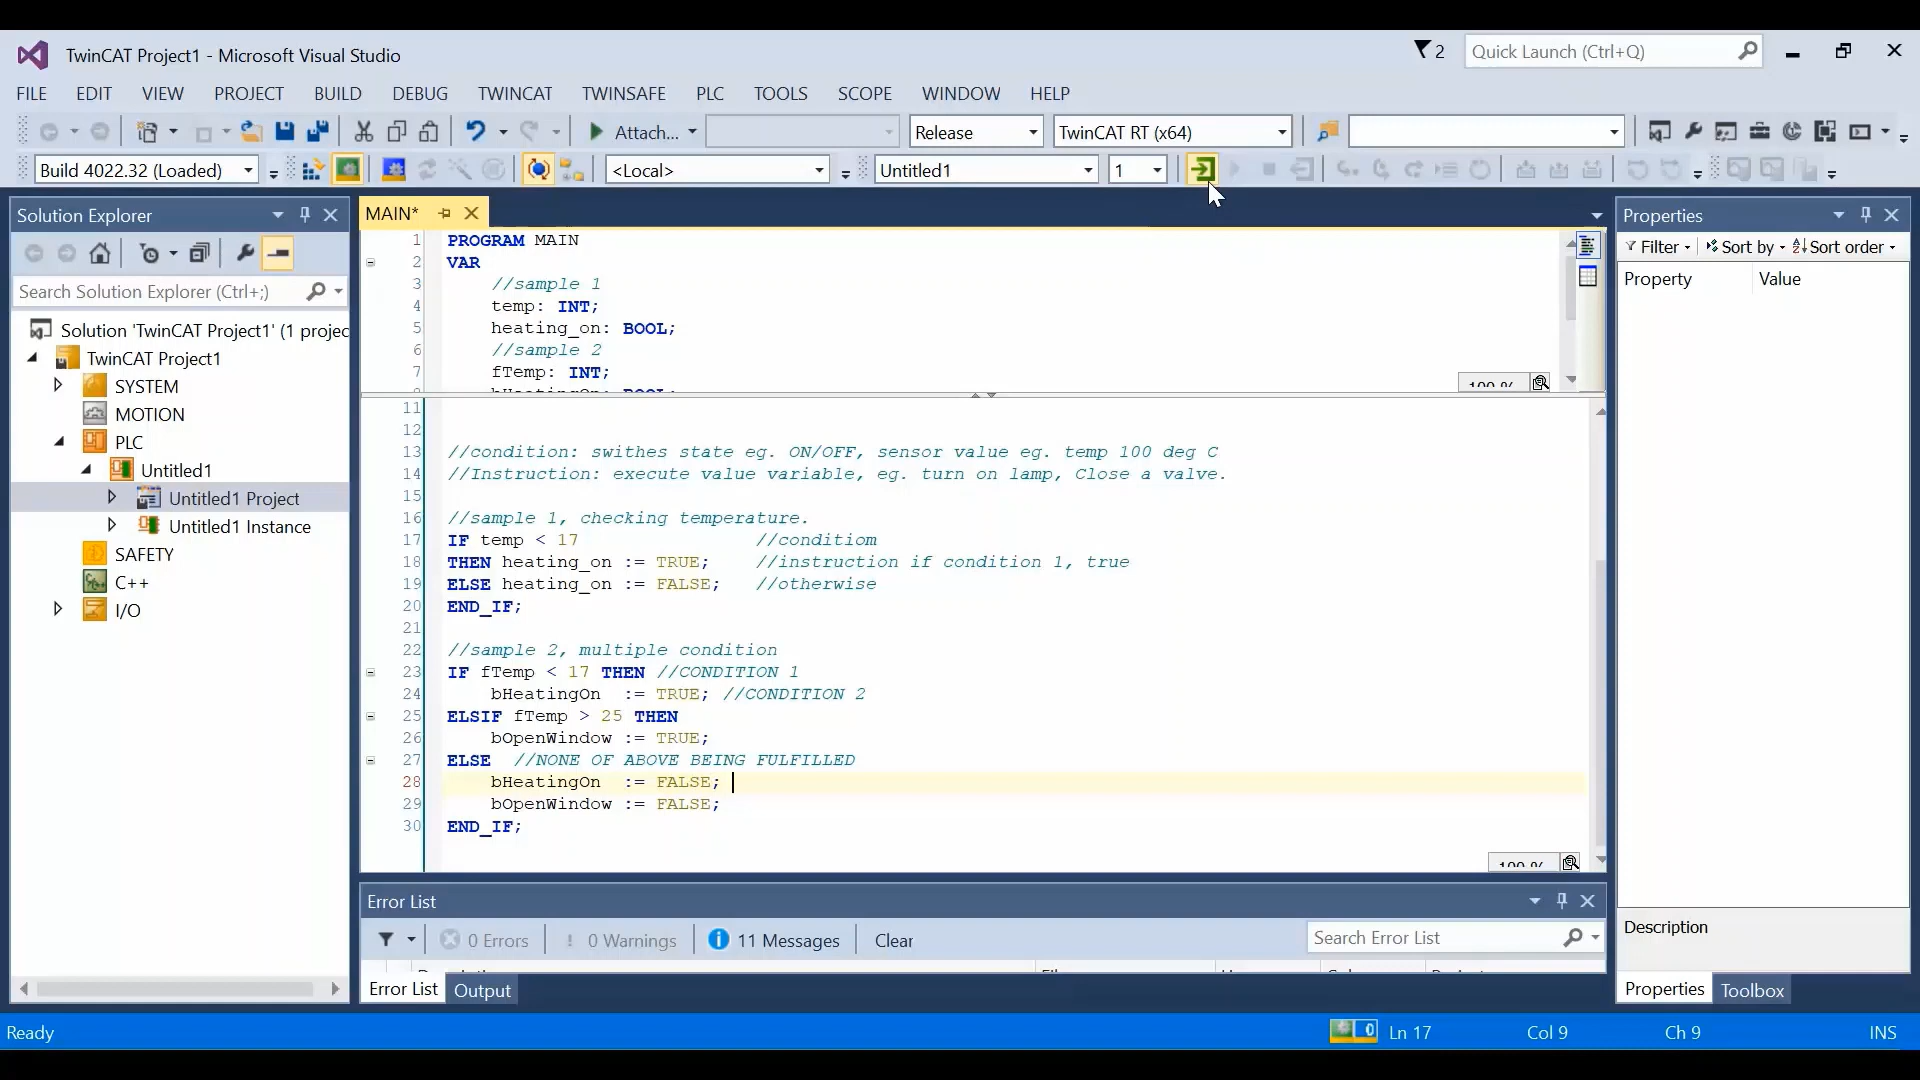 TwinCAT Project1 - Microsoft Visual Studio
2
Quick Launch (Ctrl+Q)
FILE EDIT VIEW PROJECT BUILD DEBUG TWINCAT TWINSAFE PLC TOOLS SCOPE WINDOW HELP
Attach... Release TwinCAT RT (x64)
Build 4022.32 (Loaded) <Local> Untitled1 1
Solution Explorer
Search Solution Explorer (Ctrl+;)
Solution 'TwinCAT Project1' (1 projec
TwinCAT Project1
SYSTEM
MOTION
PLC
Untitled1
Untitled1 Project
Untitled1 Instance
SAFETY
C++
I/O
MAIN*
1 PROGRAM MAIN
2 VAR
3 //sample 1
4 temp: INT;
5 heating_on: BOOL;
6 //sample 2
7 fTemp: INT;
100 %
11
12
13 //condition: swithes state eg. ON/OFF, sensor value eg. temp 100 deg C
14 //Instruction: execute value variable, eg. turn on lamp, Close a valve.
15
16 //sample 1, checking temperature.
17 IF temp < 17 //conditiom
18 THEN heating_on := TRUE; //instruction if condition 1, true
19 ELSE heating_on := FALSE; //otherwise
20 END_IF;
21
22 //sample 2, multiple condition
23 IF fTemp < 17 THEN //CONDITION 1
24 bHeatingOn := TRUE; //CONDITION 2
25 ELSIF fTemp > 25 THEN
26 bOpenWindow := TRUE;
27 ELSE //NONE OF ABOVE BEING FULFILLED
28 bHeatingOn := FALSE;
29 bOpenWindow := FALSE;
30 END_IF;
100 %
Error List
0 Errors 0 Warnings 11 Messages Clear
Search Error List
Error List Output
Properties
Filter Sort by Sort order
Property Value
Description
Properties Toolbox
Ready 0 Ln 17 Col 9 Ch 9 INS